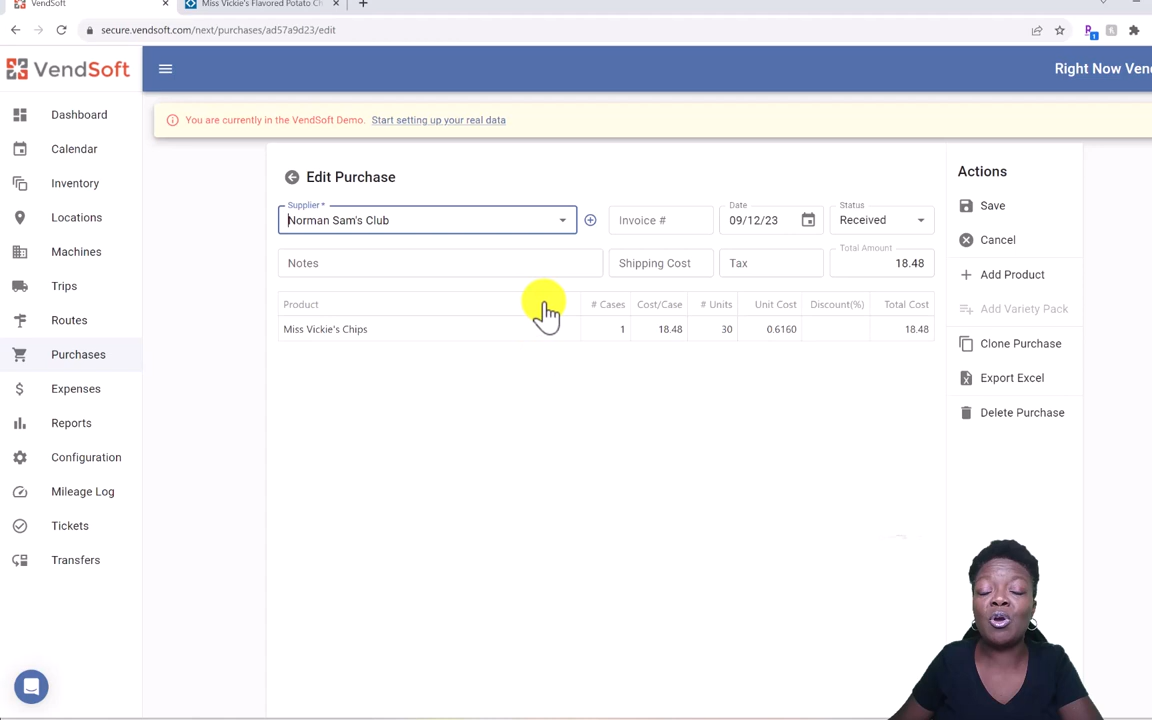 VendSoft
Miss Vickie's Flavored Potato Ch
secure.vendsoft.com/next/purchases/ad57a9d23/edit
VendSoft
Right Now Ven
You are currently in the VendSoft Demo. Start setting up your real data
Dashboard
Calendar
Inventory
Locations
Machines
Trips
Routes
Purchases
Expenses
Reports
Configuration
Mileage Log
Tickets
Transfers
Edit Purchase
Supplier *
Norman Sam's Club
Invoice #
Date
09/12/23
Status
Received
Notes
Shipping Cost
Tax
Total Amount
18.48
Product # Cases Cost/Case # Units Unit Cost Discount(%) Total Cost
Miss Vickie's Chips 1 18.48 30 0.6160 18.48
Actions
Save
Cancel
Add Product
Add Variety Pack
Clone Purchase
Export Excel
Delete Purchase